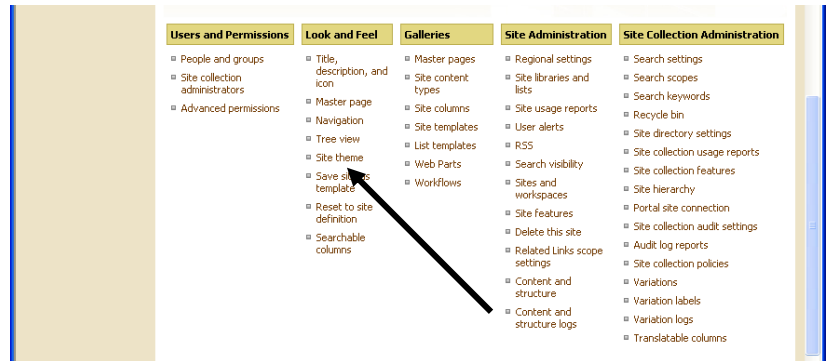 Users and Permissions
People and groups
Site collection
administrators
Advanced permissions
Look and Feel
Title,
description, and
icon
Master page
Navigation
Tree view
Site theme
Save site as
template
Reset to site
definition
Searchable
columns
Galleries
Master pages
Site content
types
Site columns
Site templates
List templates
Web Parts
Workflows
Site Administration
Regional settings
Site libraries and
lists
Site usage reports
User alerts
RSS
Search visibility
Sites and
workspaces
Site features
Delete this site
Related Links scope
settings
Content and
structure
Content and
structure logs
Site Collection Administration
Search settings
Search scopes
Search keywords
Recycle bin
Site directory settings
Site collection usage reports
Site collection features
Site hierarchy
Portal site connection
Site collection audit settings
Audit log reports
Site collection policies
Variations
Variation labels
Variation logs
Translatable columns